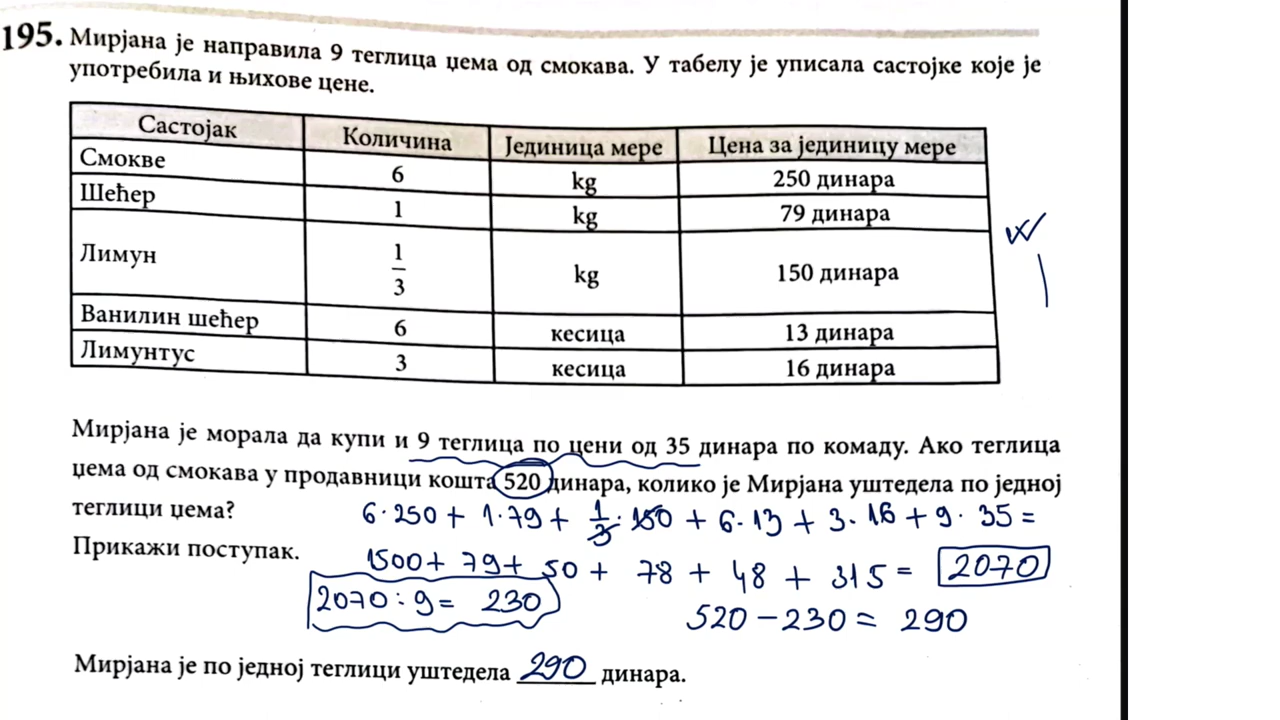 195. Мирјана је направила 9 теглица џема од смокава. У табелу је уписала састојке које је
употребила и њихове цене.
Састојак Количина Јединица мере Цена за јединицу мере
Смокве 6 kg 250 динара
Шећер 1 kg 79 динара
Лимун 1/3 kg 150 динара
Ванилин шећер 6 кесица 13 динара
Лимунтус 3 кесица 16 динара
Мирјана је морала да купи и 9 теглица по цени од 35 динара по комаду. Ако теглица
џема од смокава у продавници кошта 520 динара, колико је Мирјана уштедела по једној
теглици џема?
6·250 + 1·79 + 1/3·150 + 6·13 + 3·16 + 9·35 =
Прикажи поступак.
1500 + 79 + 50 + 78 + 48 + 315 = 2070
2070 : 9 = 230
520 − 230 = 290
Мирјана је по једној теглици уштедела 290 динара.